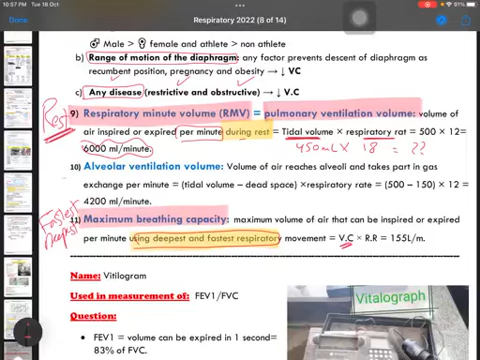 10:57 PM Tue 18 Oct
Respiratory 2022 (8 of 14)
Male > female and athlete > non athlete
b) Range of motion of the diaphragm: any factor prevents descent of diaphragm as
recumbent position, pregnancy and obesity → ↓ VC
c) Any disease (restrictive and obstructive) → ↓ V.C
Rest
9) Respiratory minute volume (RMV) = pulmonary ventilation volume: volume of
air inspired or expired per minute during rest = Tidal volume × respiratory rat = 500 × 12=
6000 ml/minute.
450mL X 18 = ??
10) Alveolar ventilation volume: Volume of air reaches alveoli and takes part in gas
exchange per minute = (tidal volume – dead space) ×respiratory rate = (500 – 150) × 12 =
4200 ml/minute.
Fastest
Deepest
11) Maximum breathing capacity: maximum volume of air that can be inspired or expired
per minute using deepest and fastest respiratory movement = V.C × R.R = 155L/m.
Name: Vitilogram
Used in measurement of: FEV1/FVC
Question:
Vitalograph
• FEV1 = volume can be expired in 1 second=
83% of FVC.